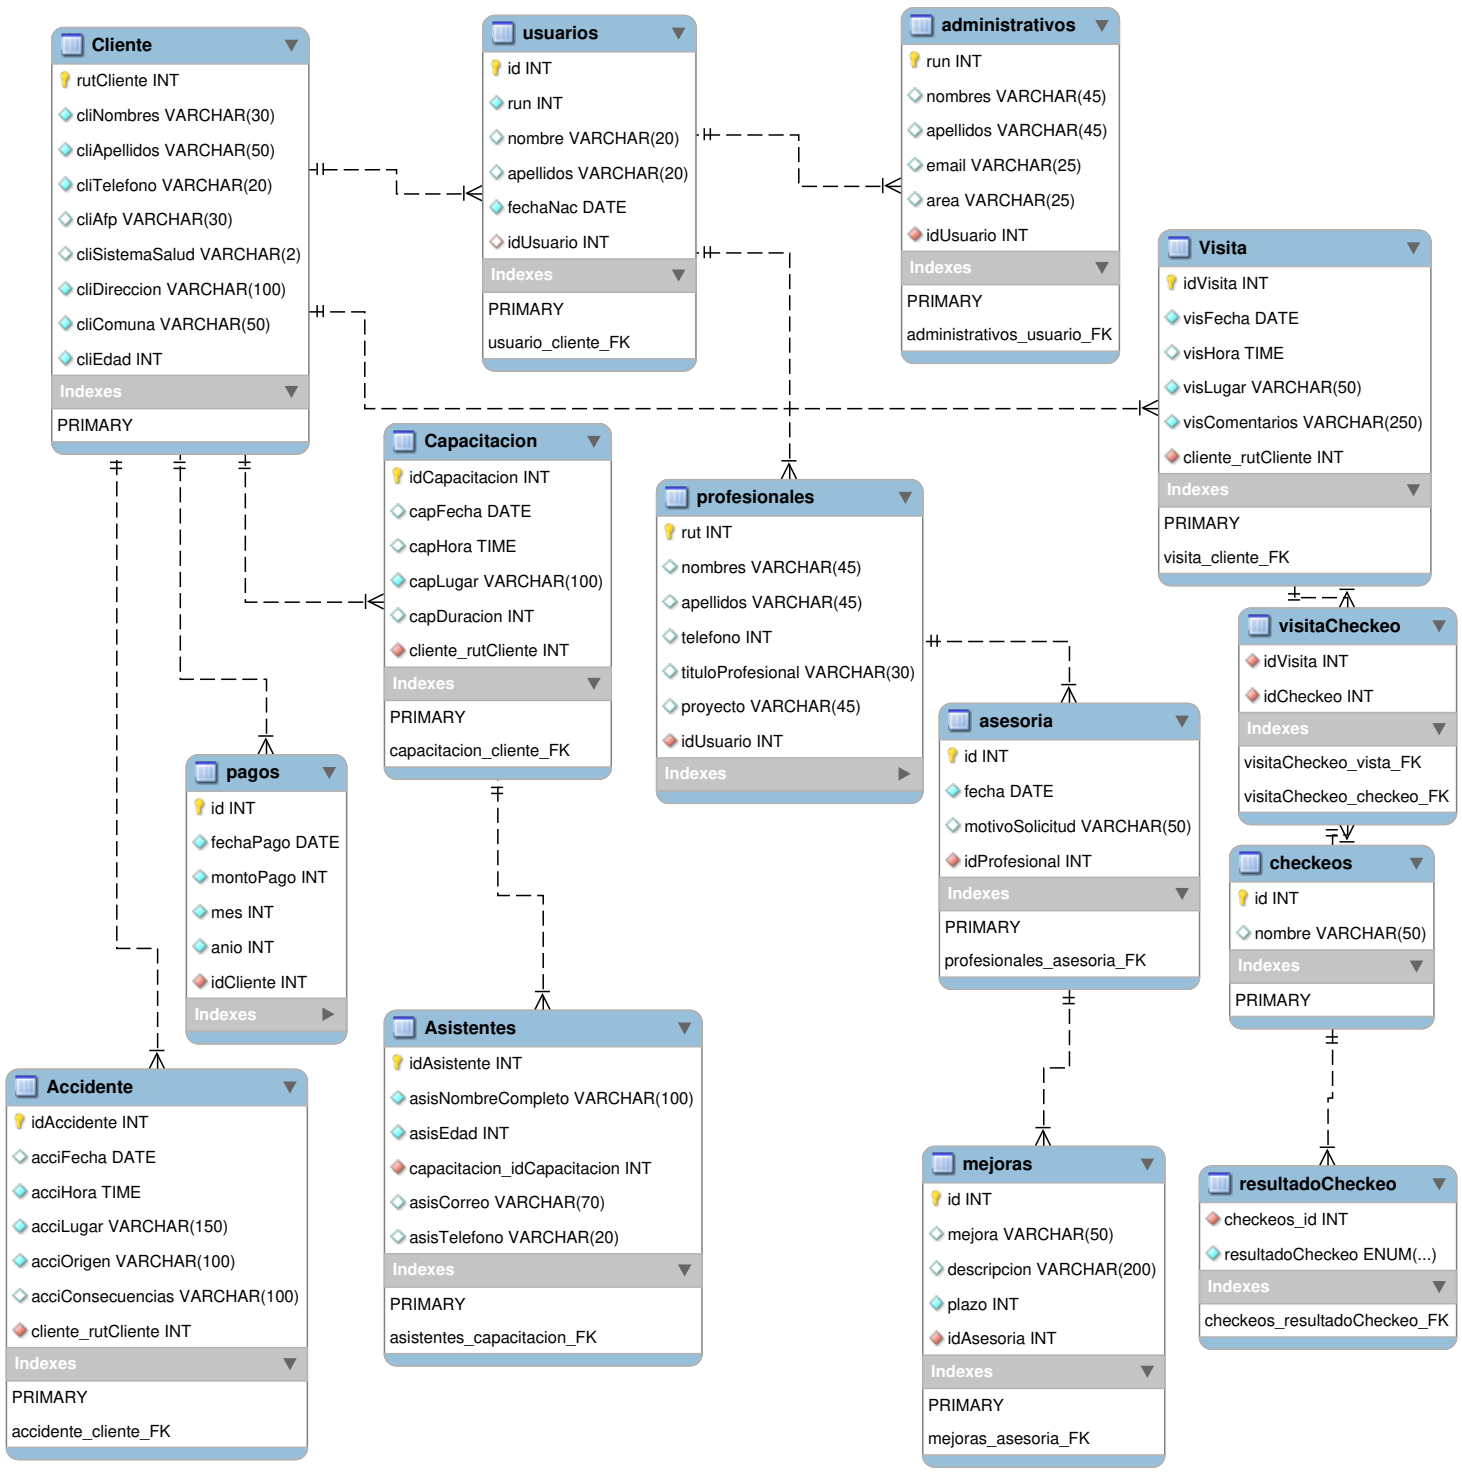 Cliente
rutCliente INT
cliNombres VARCHAR(30)
cliApellidos VARCHAR(50)
cliTelefono VARCHAR(20)
cliAfp VARCHAR(30)
cliSistemaSalud VARCHAR(2)
cliDireccion VARCHAR(100)
cliComuna VARCHAR(50)
cliEdad INT
Indexes
PRIMARY
usuarios
id INT
run INT
nombre VARCHAR(20)
apellidos VARCHAR(20)
fechaNac DATE
idUsuario INT
Indexes
PRIMARY
usuario_cliente_FK
administrativos
run INT
nombres VARCHAR(45)
apellidos VARCHAR(45)
email VARCHAR(25)
area VARCHAR(25)
idUsuario INT
Indexes
PRIMARY
administrativos_usuario_FK
Visita
idVisita INT
visFecha DATE
visHora TIME
visLugar VARCHAR(50)
visComentarios VARCHAR(250)
cliente_rutCliente INT
Indexes
PRIMARY
visita_cliente_FK
Capacitacion
idCapacitacion INT
capFecha DATE
capHora TIME
capLugar VARCHAR(100)
capDuracion INT
cliente_rutCliente INT
Indexes
PRIMARY
capacitacion_cliente_FK
profesionales
rut INT
nombres VARCHAR(45)
apellidos VARCHAR(45)
telefono INT
tituloProfesional VARCHAR(30)
proyecto VARCHAR(45)
idUsuario INT
Indexes
visitaCheckeo
idVisita INT
idCheckeo INT
Indexes
visitaCheckeo_vista_FK
visitaCheckeo_checkeo_FK
asesoria
id INT
fecha DATE
motivoSolicitud VARCHAR(50)
idProfesional INT
Indexes
PRIMARY
profesionales_asesoria_FK
pagos
id INT
fechaPago DATE
montoPago INT
mes INT
anio INT
idCliente INT
Indexes
checkeos
id INT
nombre VARCHAR(50)
Indexes
PRIMARY
Asistentes
idAsistente INT
asisNombreCompleto VARCHAR(100)
asisEdad INT
capacitacion_idCapacitacion INT
asisCorreo VARCHAR(70)
asisTelefono VARCHAR(20)
Indexes
PRIMARY
asistentes_capacitacion_FK
Accidente
idAccidente INT
acciFecha DATE
acciHora TIME
acciLugar VARCHAR(150)
acciOrigen VARCHAR(100)
acciConsecuencias VARCHAR(100)
cliente_rutCliente INT
Indexes
PRIMARY
accidente_cliente_FK
mejoras
id INT
mejora VARCHAR(50)
descripcion VARCHAR(200)
plazo INT
idAsesoria INT
Indexes
PRIMARY
mejoras_asesoria_FK
resultadoCheckeo
checkeos_id INT
resultadoCheckeo ENUM(...)
Indexes
checkeos_resultadoCheckeo_FK